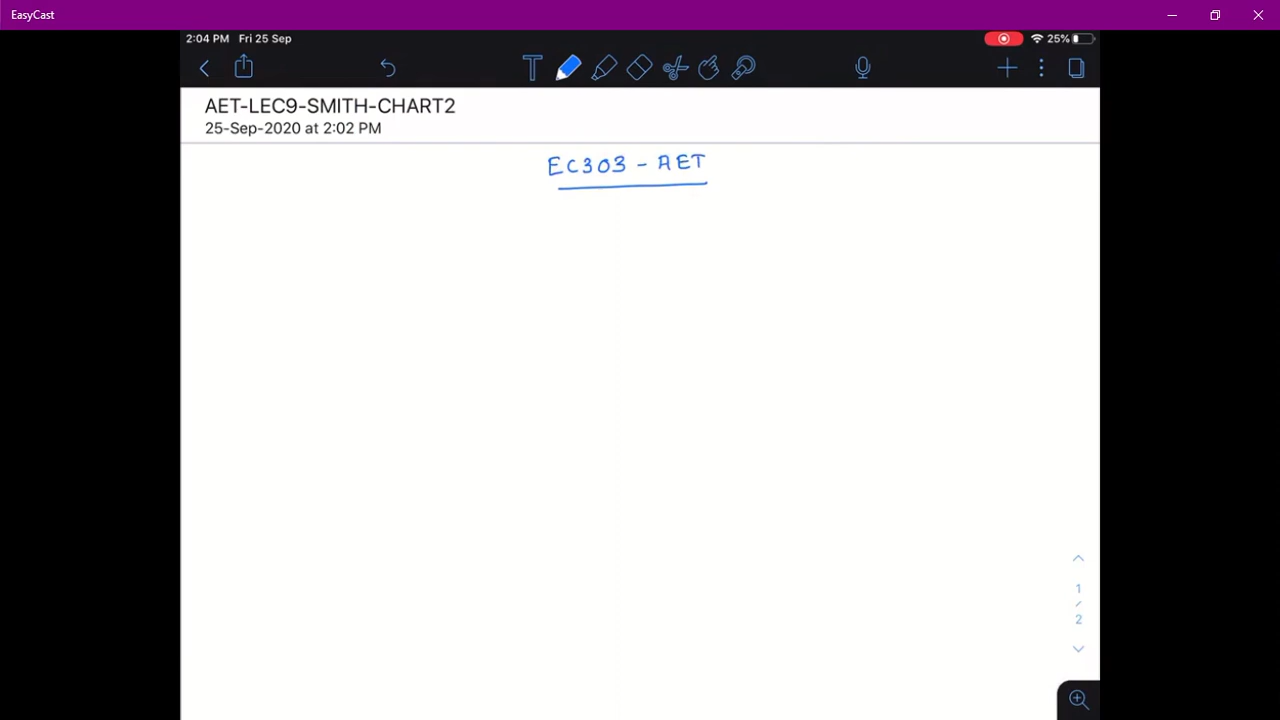 EasyCast
2:04 PM Fri 25 Sep
25%
T
AET-LEC9-SMITH-CHART2
25-Sep-2020 at 2:02 PM
EC303 - AET
1
/
2